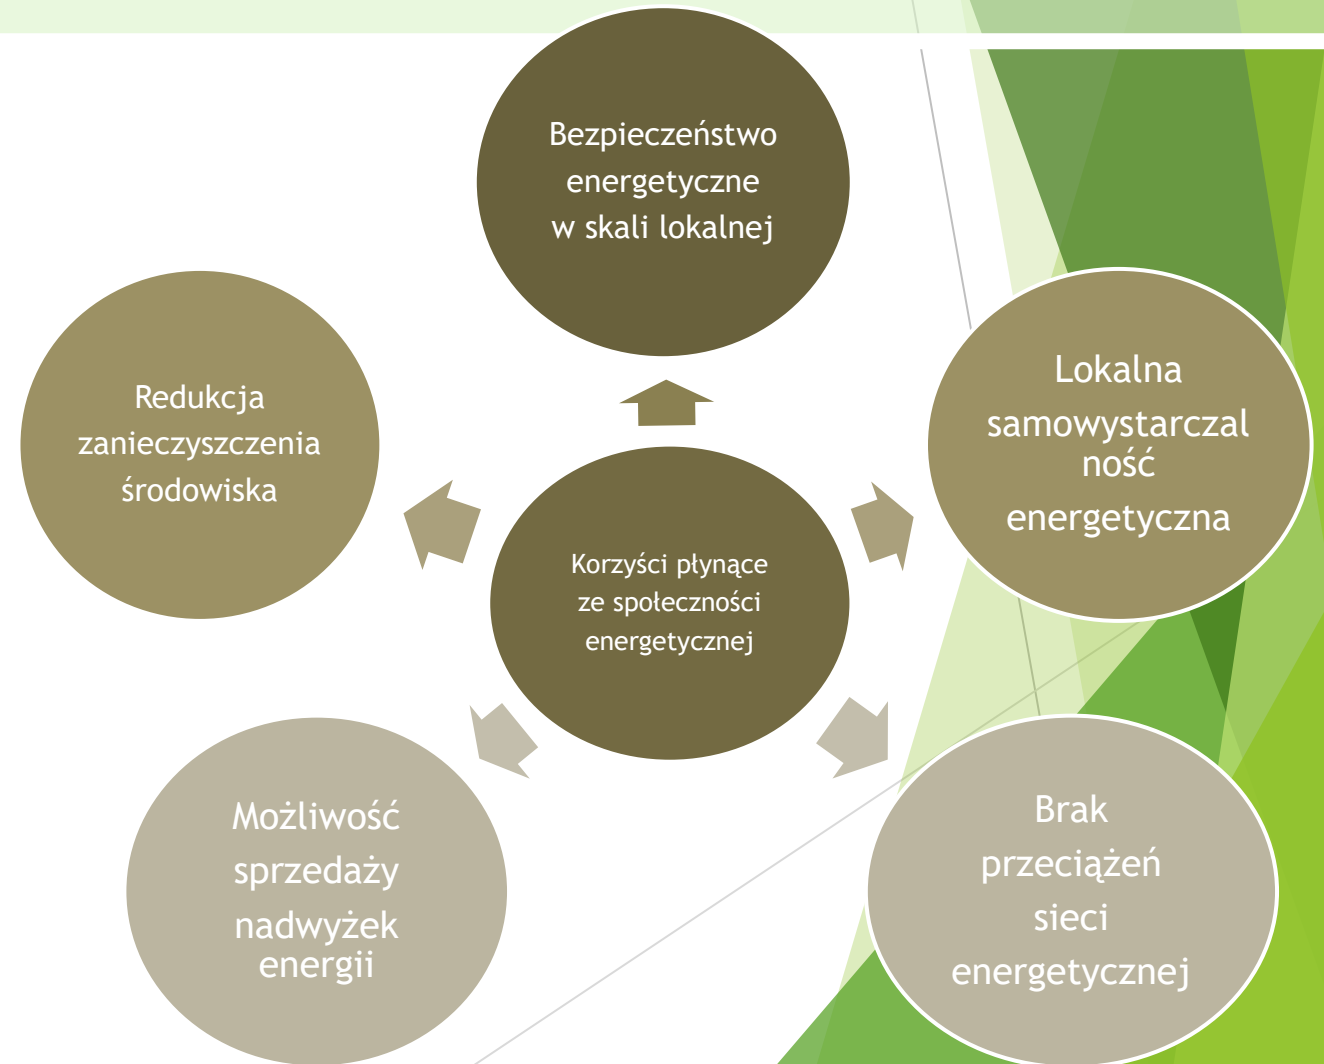 Bezpieczeństwo
energetyczne
w skali lokalnej
Redukcja
zanieczyszczenia
środowiska
Lokalna
samowystarczal
ność
energetyczna
Korzyści płynące
ze społeczności
energetycznej
Możliwość
sprzedaży
nadwyżek
energii
Brak
przeciążeń
sieci
energetycznej